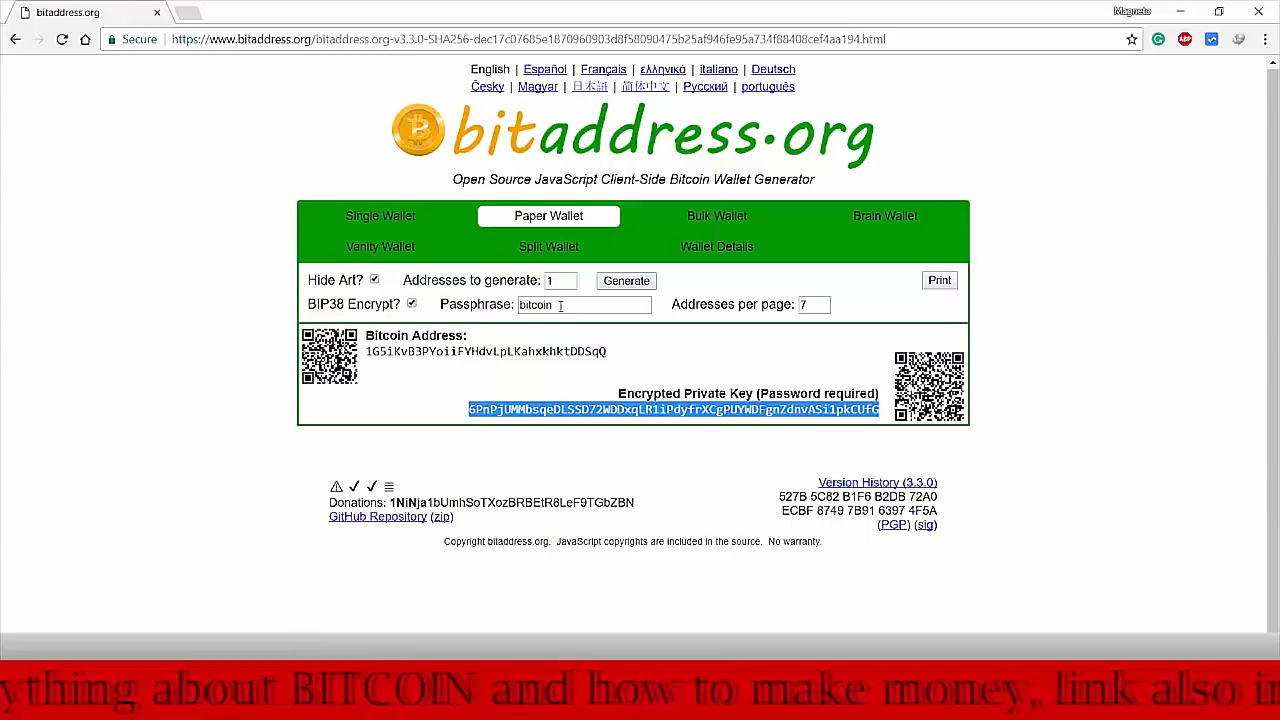 bitaddress.org
Magneto
Secure https://www.bitaddress.org/bitaddress.org-v3.3.0-SHA256-dec17c07685e1870960903d8f58090475b25af946fe95a734f88408cef4aa194.html
English | Español | Français | ελληνικά | italiano | Deutsch
Česky | Magyar | 日本語 | 简体中文 | Русский | português
bitaddress.org
Open Source JavaScript Client-Side Bitcoin Wallet Generator
Single Wallet Paper Wallet Bulk Wallet Brain Wallet
Vanity Wallet Split Wallet Wallet Details
Hide Art? Addresses to generate: 1 Generate Print
BIP38 Encrypt? Passphrase: bitcoin Addresses per page: 7
Bitcoin Address:
1G5iKvB3PYoiiFYHdvLpLKahxkhktDDSqQ
Encrypted Private Key (Password required)
6PnPjUMMbsqeDLSSD72WDDxqLR1iPdyfrXCgPUYWDFgnZdnvASi1pkCUfG
Donations: 1NiNja1bUmhSoTXozBRBEtR8LeF9TGbZBN
GitHub Repository (zip)
Version History (3.3.0)
527B 5C82 B1F6 B2DB 72A0
ECBF 8749 7B91 6397 4F5A
(PGP) (sig)
Copyright bitaddress.org. JavaScript copyrights are included in the source. No warranty.
ything about BITCOIN and how to make money, link also in